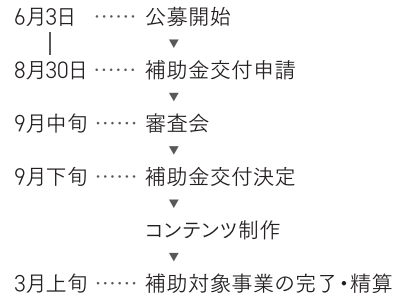 6月3日 …… 公募開始
▼
8月30日 …… 補助金交付申請
▼
9月中旬 …… 審査会
▼
9月下旬 …… 補助金交付決定
▼
コンテンツ制作
▼
3月上旬 …… 補助対象事業の完了・精算